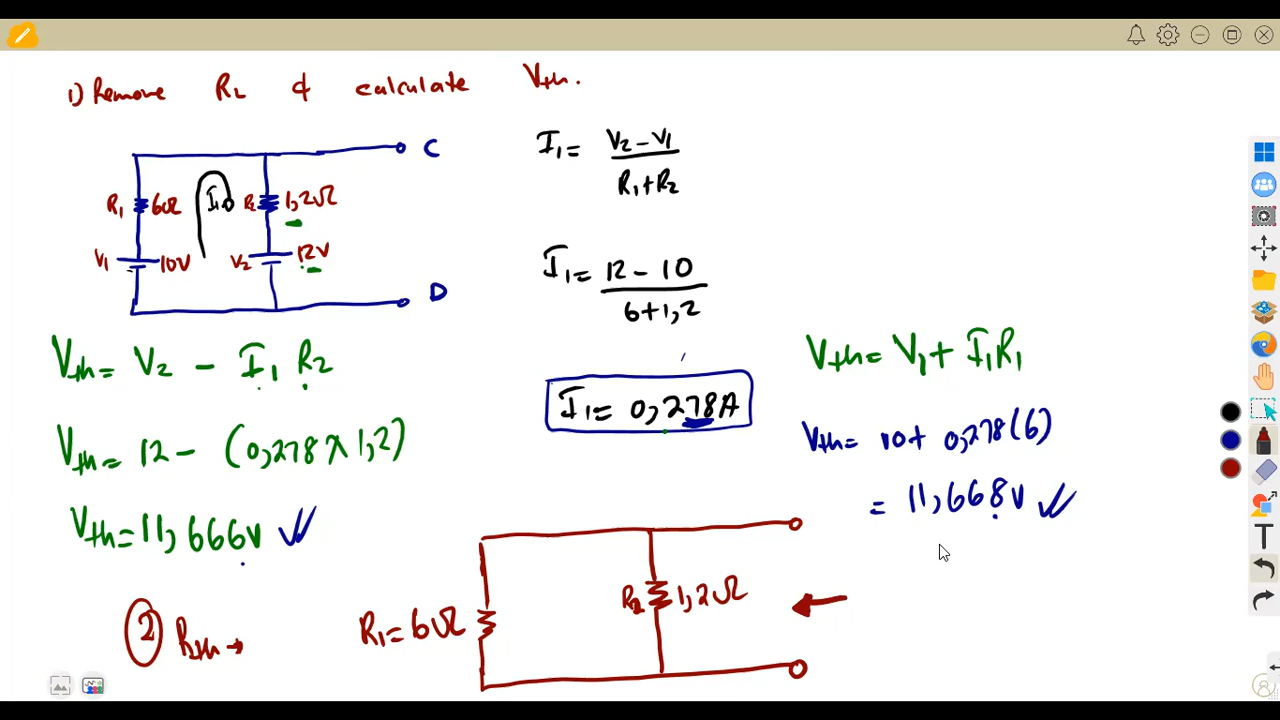 1) Remove R2 & calculate Vth.
C
R1 6Ω
I1
R2 1,2Ω
V1 10V
V2 12V
D
I1 = V2 - V1
R1 + R2
I1 = 12 - 10
6 + 1,2
I1 = 0,278A
Vth = V2 - I1 R2
Vth = 12 - (0,278 x 1,2)
Vth = 11,666V
Vth = V1 + I1R1
Vth = 10 + 0,278(6)
= 11,668V
2 Rth →
R1 = 6Ω
R2 1,2Ω
T